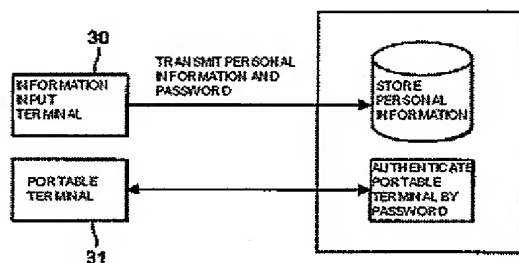 30
INFORMATION
INPUT
TERMINAL
TRANSMIT PERSONAL
INFORMATION AND
PASSWORD
STORE
PERSONAL
INFORMATION
PORTABLE
TERMINAL
31
AUTHENTICATE
PORTABLE
TERMINAL BY
PASSWORD